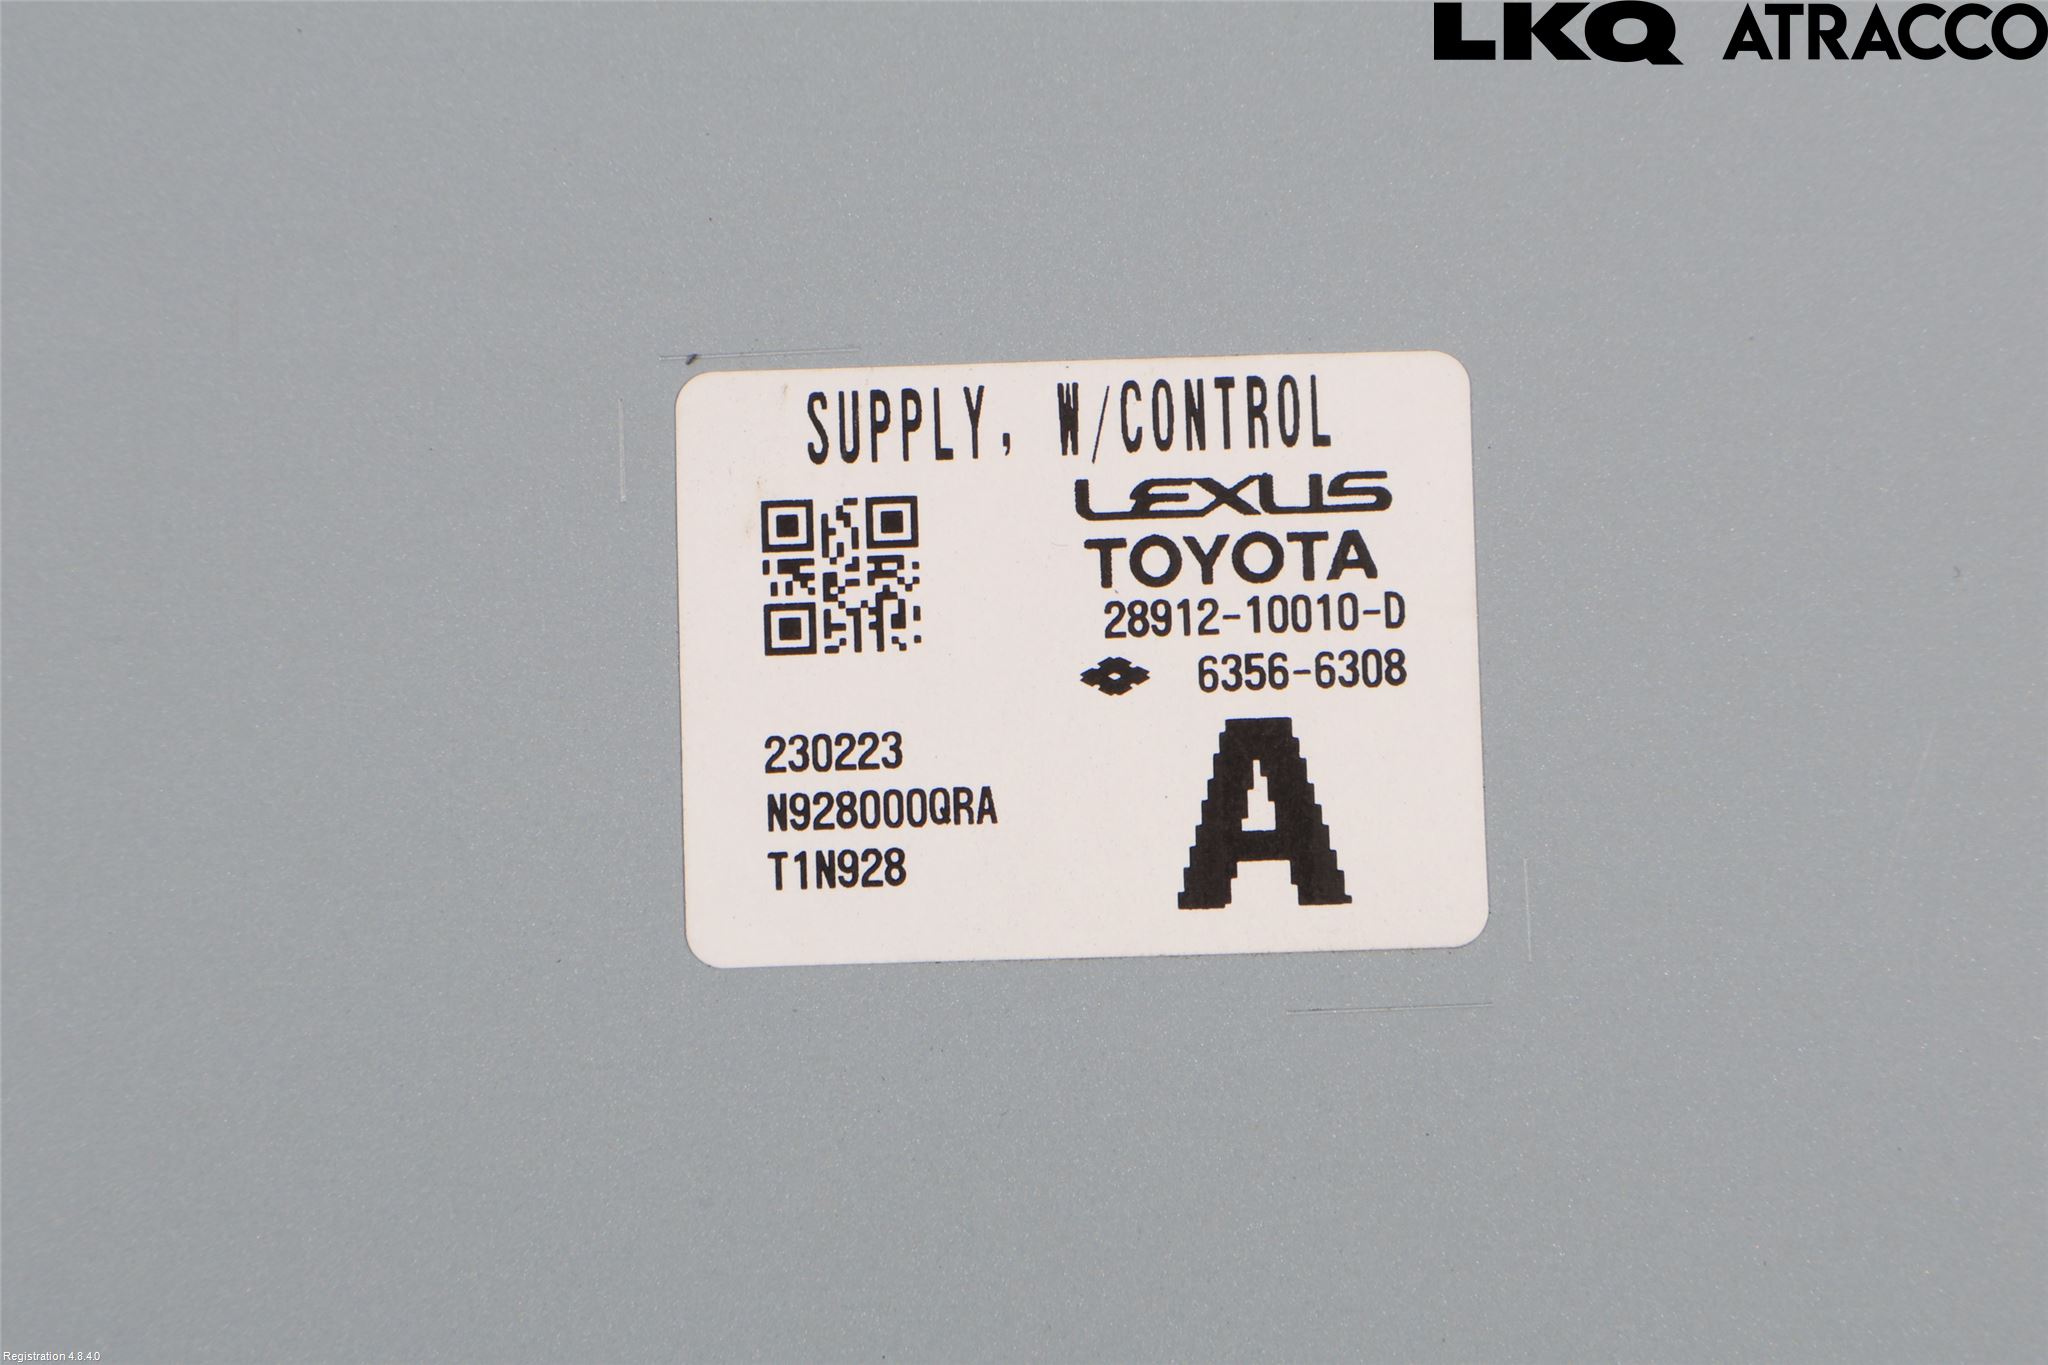 LKQ ATRACCO
SUPPLY, W/CONTROL
LEXUS
TOYOTA
28912-10010-D
6356-6308
230223
N928000QRA
T1N928
A
Registration 4.8.4.0